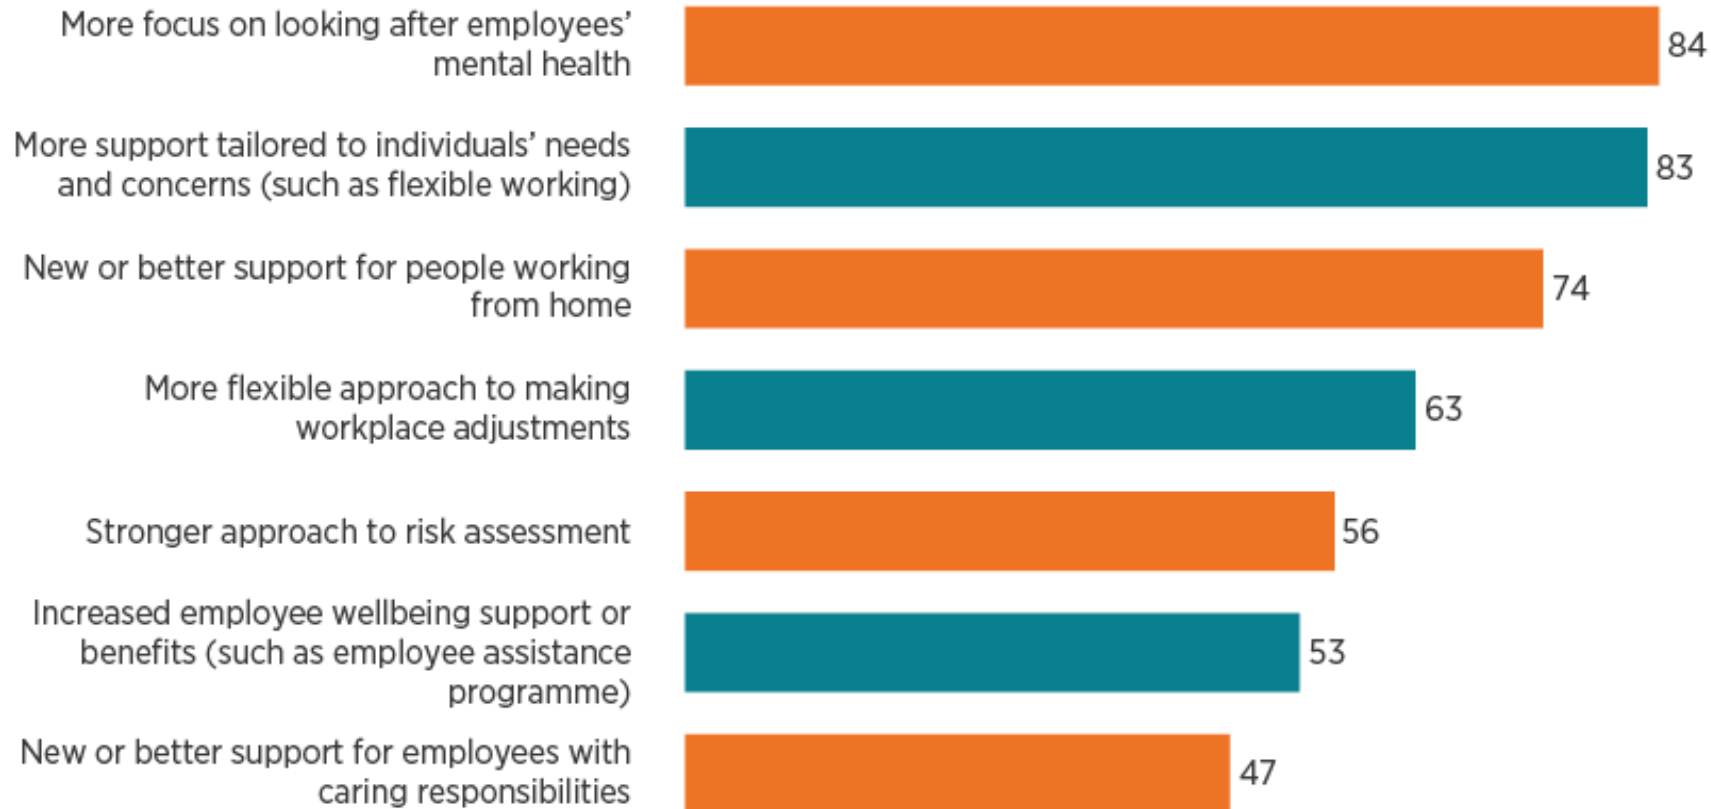 More focus on looking after employees’
mental health
84
More support tailored to individuals’ needs
and concerns (such as flexible working)
83
New or better support for people working
from home
74
More flexible approach to making
workplace adjustments
63
Stronger approach to risk assessment
56
Increased employee wellbeing support or
benefits (such as employee assistance
programme)
53
New or better support for employees with
caring responsibilities
47